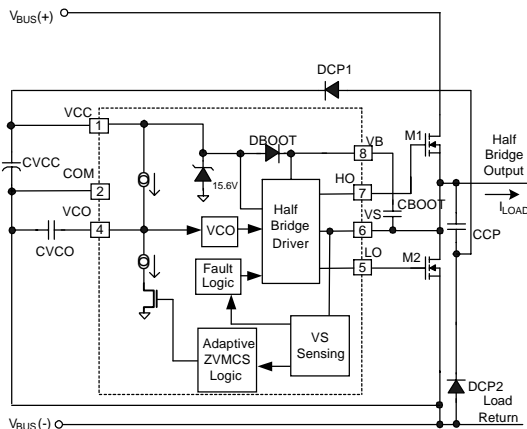 VBUS(+)
DCP1
VCC
1
DBOOT
8
VB
M1
Half
Bridge
Output
CVCC
COM
2
15.6V
HO
7
ILOAD
VCO
4
VCO
Half
Bridge
Driver
VS
CBOOT
6
CCP
CVCO
LO
5
M2
Fault
Logic
Adaptive
ZVMCS
Logic
VS
Sensing
DCP2
Load
Return
VBUS(-)